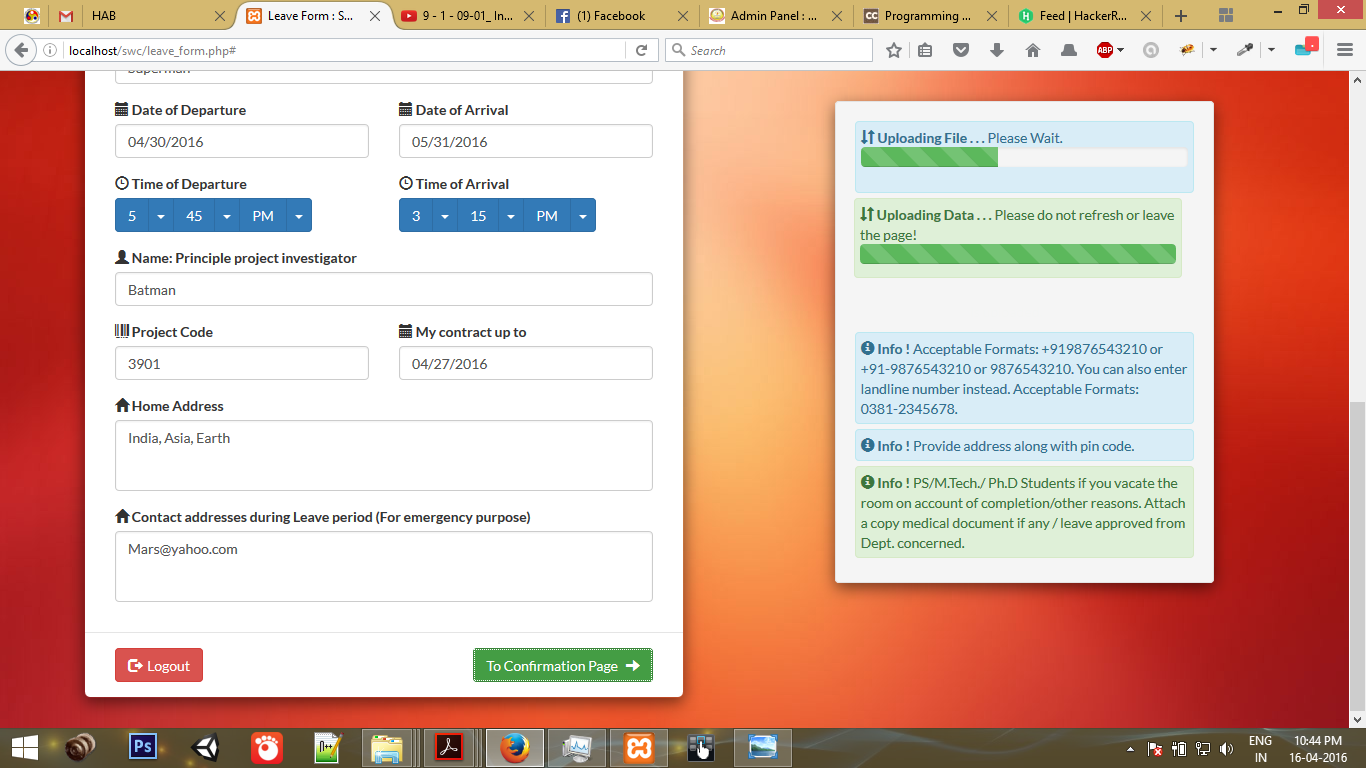 HAB
Leave Form : S...
9 - 1 - 09-01_ In...
(1) Facebook
Admin Panel : ...
Programming ...
Feed | HackerR...
localhost/swc/leave_form.php#
Search
ABP
Superman
Date of Departure
Date of Arrival
04/30/2016
05/31/2016
Time of Departure
Time of Arrival
5 45 PM
3 15 PM
Name: Principle project investigator
Batman
Project Code
My contract up to
3901
04/27/2016
Home Address
India, Asia, Earth
Contact addresses during Leave period (For emergency purpose)
Mars@yahoo.com
Logout
To Confirmation Page
Uploading File . . . Please Wait.
Uploading Data . . . Please do not refresh or leave
the page!
Info ! Acceptable Formats: +919876543210 or
+91-9876543210 or 9876543210. You can also enter
landline number instead. Acceptable Formats:
0381-2345678.
Info ! Provide address along with pin code.
Info ! PS/M.Tech./ Ph.D Students if you vacate the
room on account of completion/other reasons. Attach
a copy medical document if any / leave approved from
Dept. concerned.
Ps
ENG
IN
10:44 PM
16-04-2016